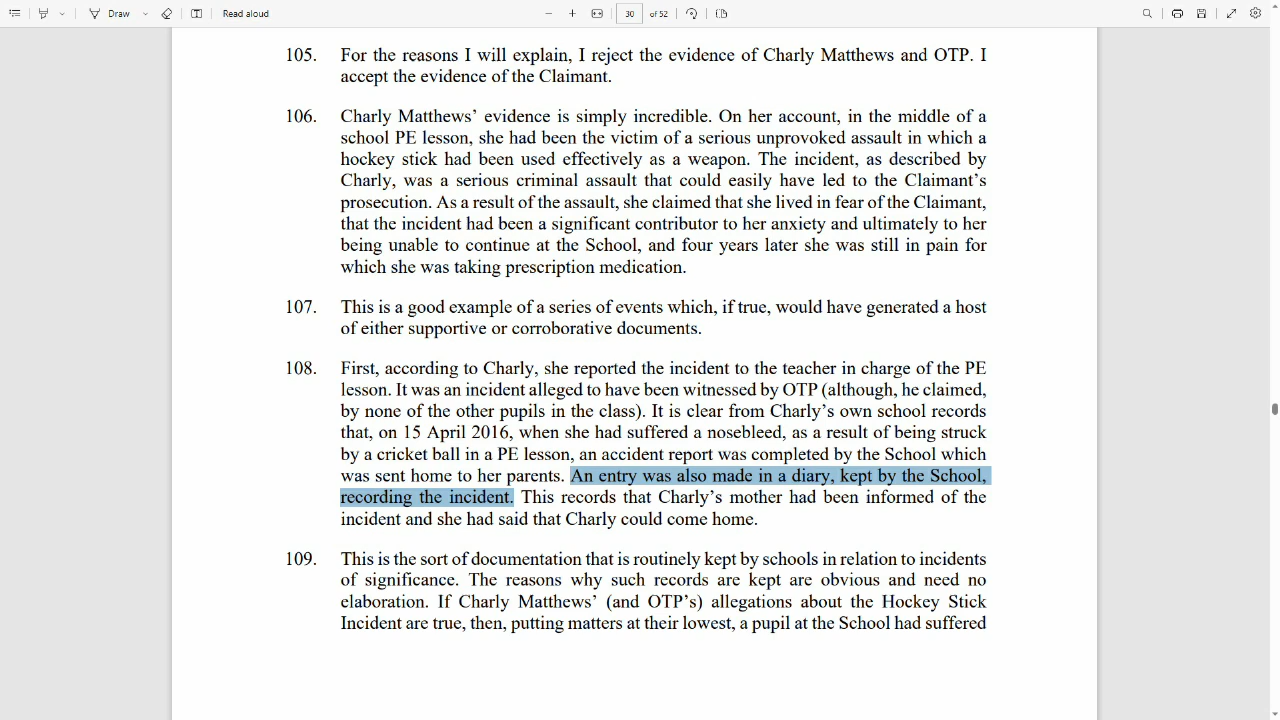 Draw
Read aloud
30
of 52
105. For the reasons I will explain, I reject the evidence of Charly Matthews and OTP. I
accept the evidence of the Claimant.
106. Charly Matthews’ evidence is simply incredible. On her account, in the middle of a
school PE lesson, she had been the victim of a serious unprovoked assault in which a
hockey stick had been used effectively as a weapon. The incident, as described by
Charly, was a serious criminal assault that could easily have led to the Claimant’s
prosecution. As a result of the assault, she claimed that she lived in fear of the Claimant,
that the incident had been a significant contributor to her anxiety and ultimately to her
being unable to continue at the School, and four years later she was still in pain for
which she was taking prescription medication.
107. This is a good example of a series of events which, if true, would have generated a host
of either supportive or corroborative documents.
108. First, according to Charly, she reported the incident to the teacher in charge of the PE
lesson. It was an incident alleged to have been witnessed by OTP (although, he claimed,
by none of the other pupils in the class). It is clear from Charly’s own school records
that, on 15 April 2016, when she had suffered a nosebleed, as a result of being struck
by a cricket ball in a PE lesson, an accident report was completed by the School which
was sent home to her parents. An entry was also made in a diary, kept by the School,
recording the incident. This records that Charly’s mother had been informed of the
incident and she had said that Charly could come home.
109. This is the sort of documentation that is routinely kept by schools in relation to incidents
of significance. The reasons why such records are kept are obvious and need no
elaboration. If Charly Matthews’ (and OTP’s) allegations about the Hockey Stick
Incident are true, then, putting matters at their lowest, a pupil at the School had suffered